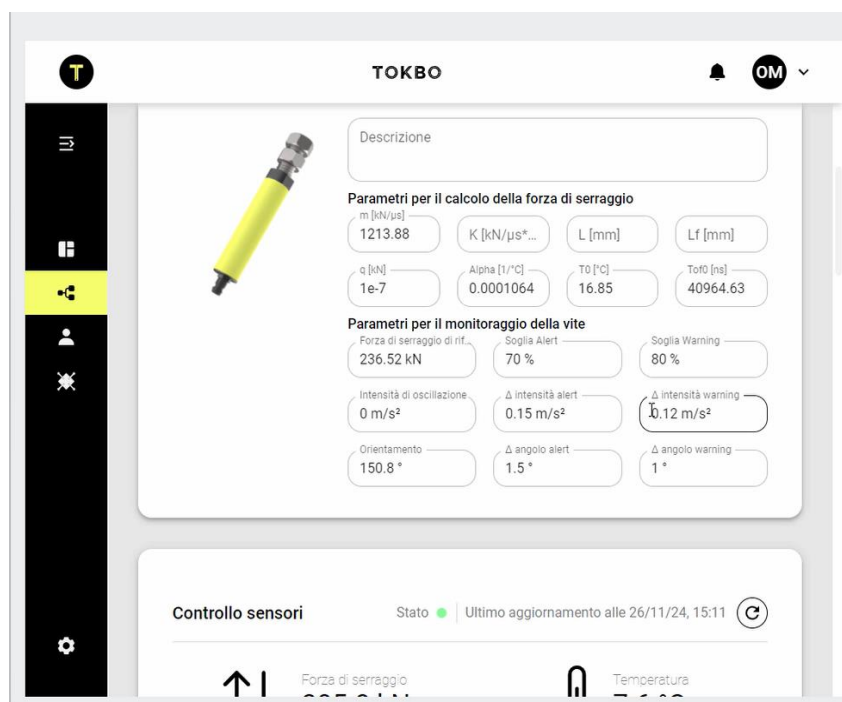 T
TOKBO
OM
Descrizione
Parametri per il calcolo della forza di serraggio
m [kN/µs]
1213.88
K [kN/µs*...
L [mm]
Lf [mm]
q [kN]
Alpha [1/°C]
T0 [°C]
Tof0 [ns]
1e-7
0.0001064
16.85
40964.63
Parametri per il monitoraggio della vite
Forza di serraggio di rif...
Soglia Alert
Soglia Warning
236.52 kN
70 %
80 %
Intensità di oscillazione
Δ intensità alert
Δ intensità warning
0 m/s²
0.15 m/s²
0.12 m/s²
Orientamento
Δ angolo alert
Δ angolo warning
150.8 °
1.5 °
1 °
Controllo sensori
Stato
Ultimo aggiornamento alle 26/11/24, 15:11
Forza di serraggio
Temperatura